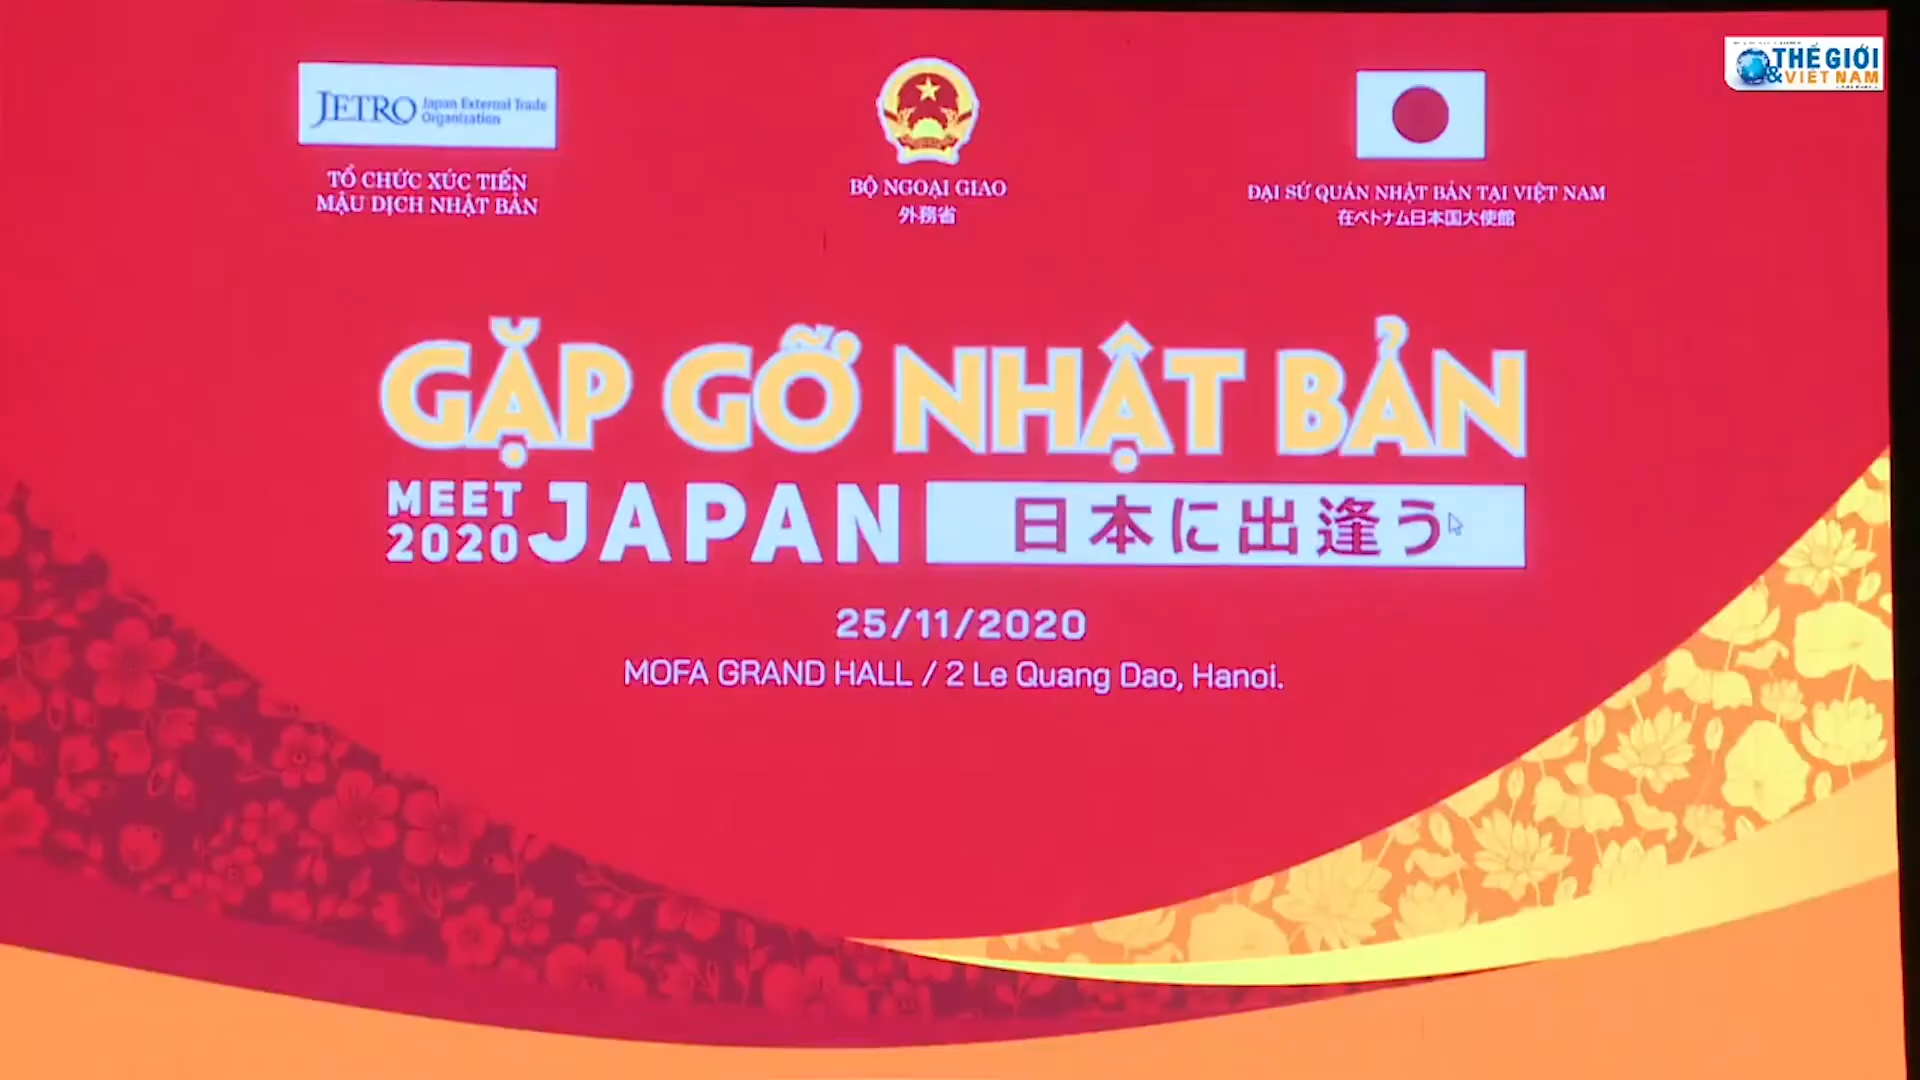 THẾ GIỚI
& VIỆT NAM
JETRO Japan External Trade
Organization
TỔ CHỨC XÚC TIẾN
MẬU DỊCH NHẬT BẢN
BỘ NGOẠI GIAO
外務省
ĐẠI SỨ QUÁN NHẬT BẢN TẠI VIỆT NAM
在ベトナム日本国大使館
GẶP GỠ NHẬT BẢN
MEET 2020 JAPAN 日本に出逢う
25/11/2020
MOFA GRAND HALL / 2 Le Quang Dao, Hanoi.